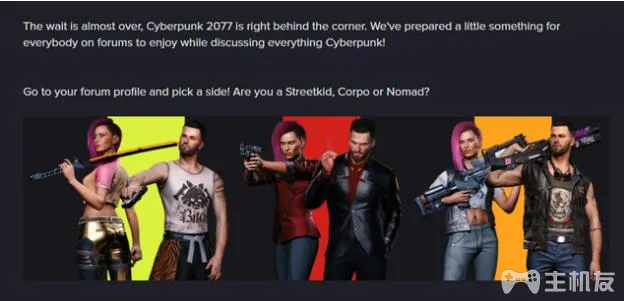 The wait is almost over, Cyberpunk 2077 is right behind the corner. We've prepared a little something for
everybody on forums to enjoy while discussing everything Cyberpunk!
Go to your forum profile and pick a side! Are you a Streetkid, Corpo or Nomad?
主机友